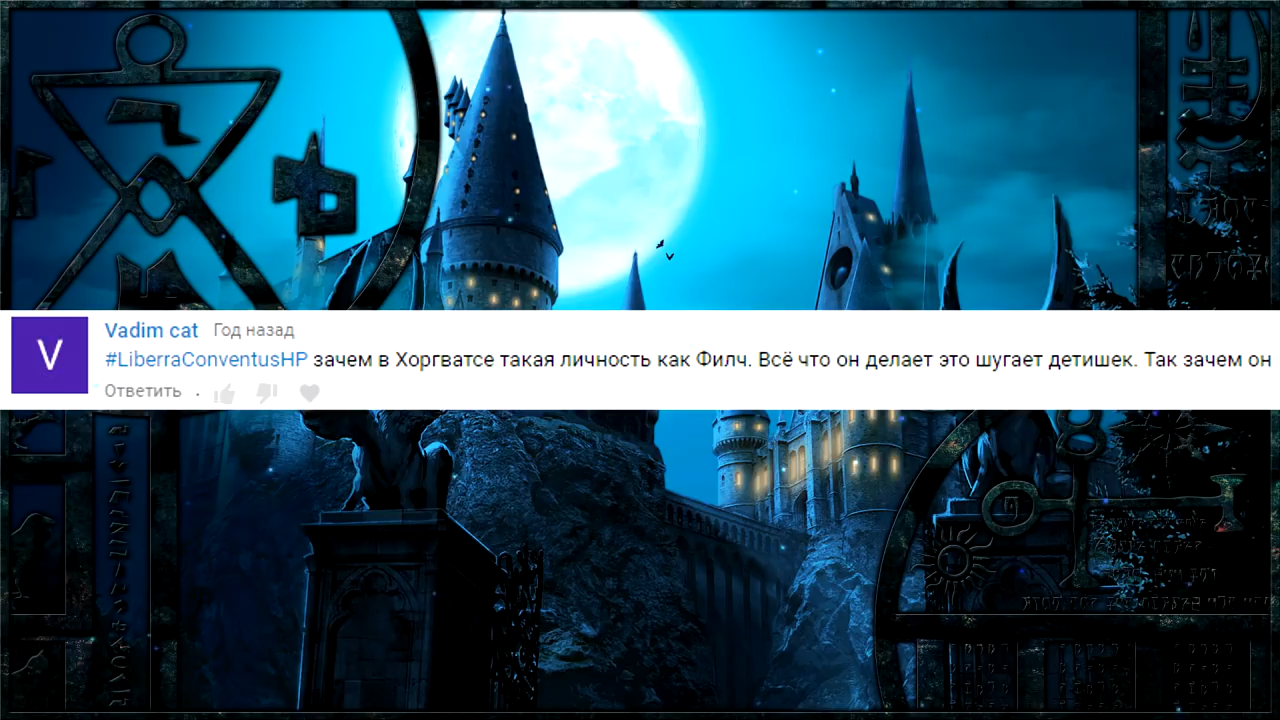 V
Vadim cat Год назад
#LiberraConventusHP зачем в Хоргватсе такая личность как Филч. Всё что он делает это шугает детишек. Так зачем он
Ответить .